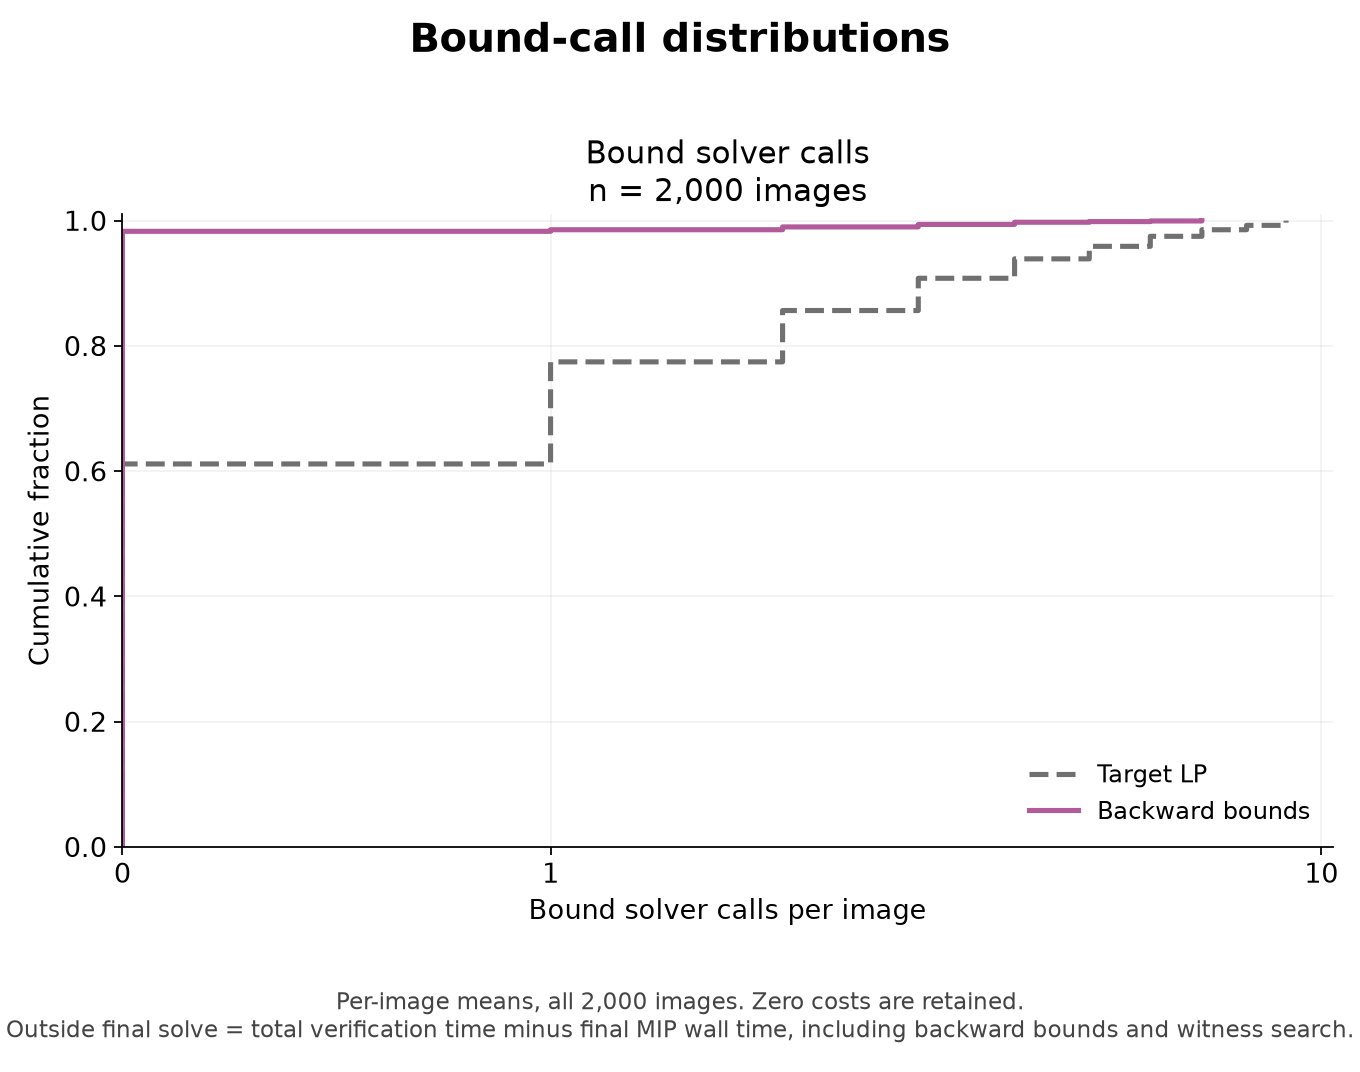 Bound-call distributions
Bound solver calls
n = 2,000 images
1.0
0.8
0.6
0.4
0.2
0.0
Cumulative fraction
Target LP
Backward bounds
0
1
10
Bound solver calls per image
Per-image means, all 2,000 images. Zero costs are retained.
Outside final solve = total verification time minus final MIP wall time, including backward bounds and witness search.